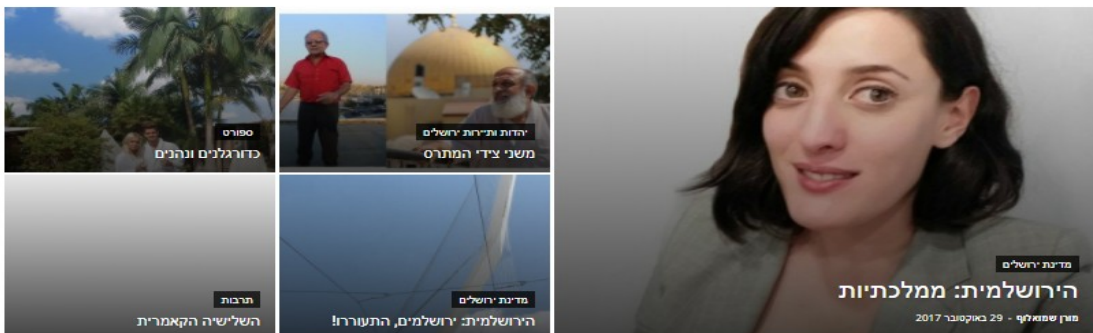 מדינת ירושלים
הירושלמית: ממלכתיות
מורן שמואלוף - 29 באוקטובר 2017
יהדות ותיירות ירושלים
משני צידי המתרס
ספורט
כדורגלנים ונהנים
מדינת ירושלים
הירושלמית: ירושלמים, התעוררו!
תרבות
השלישיה הקאמרית